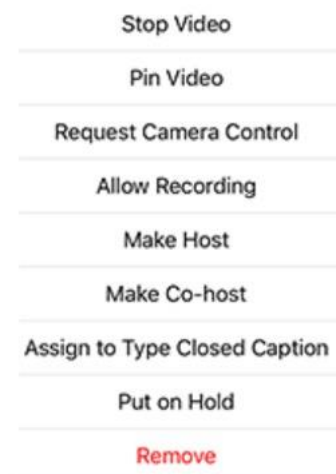 Stop Video
Pin Video
Request Camera Control
Allow Recording
Make Host
Make Co-host
Assign to Type Closed Caption
Put on Hold
Remove